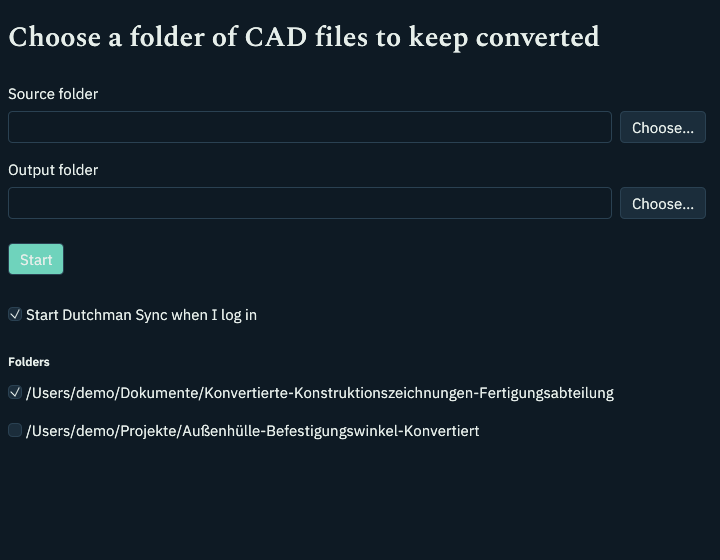 Choose a folder of CAD files to keep converted
Source folder
Choose...
Output folder
Choose...
Start
Start Dutchman Sync when I log in
Folders
/Users/demo/Dokumente/Konvertierte-Konstruktionszeichnungen-Fertigungsabteilung
/Users/demo/Projekte/Außenhülle-Befestigungswinkel-Konvertiert